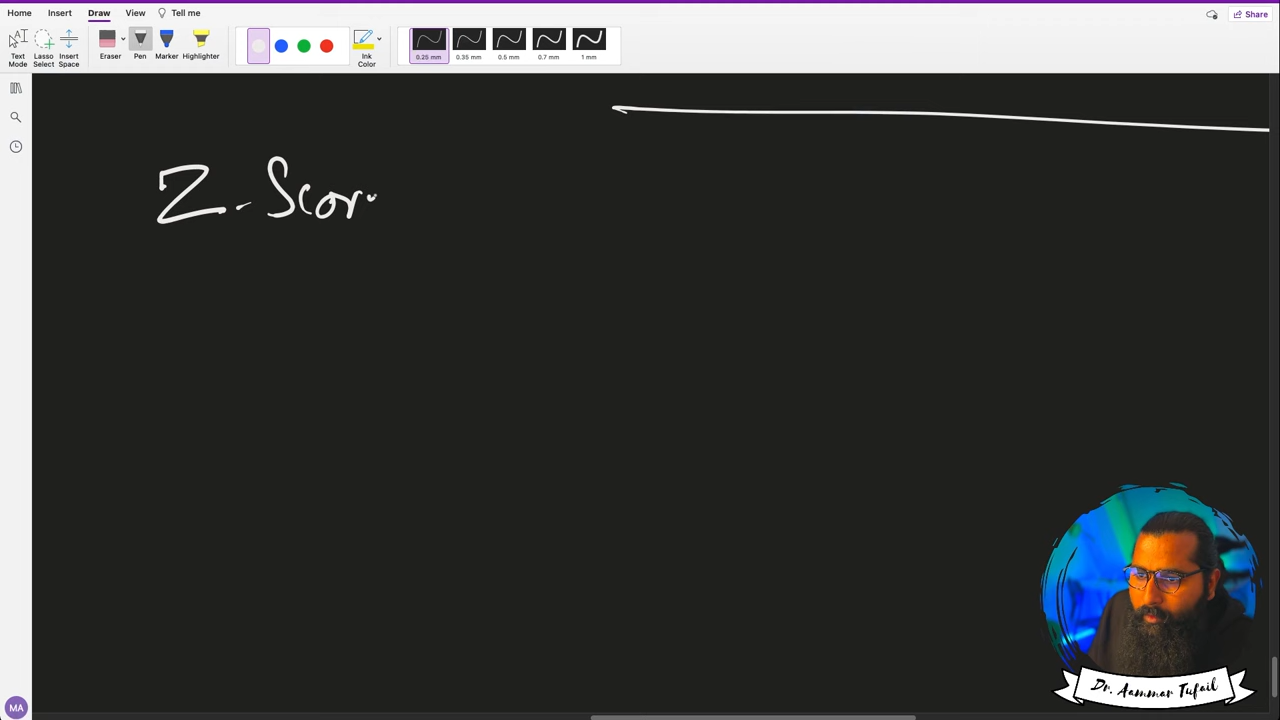 Home Insert Draw View Tell me
Share
Text Mode
Lasso Select
Insert Space
Eraser
Pen
Marker
Highlighter
Ink Color
0.25 mm
0.35 mm
0.5 mm
0.7 mm
1 mm
Z-Scor
MA
Dr. Aammar Tufail